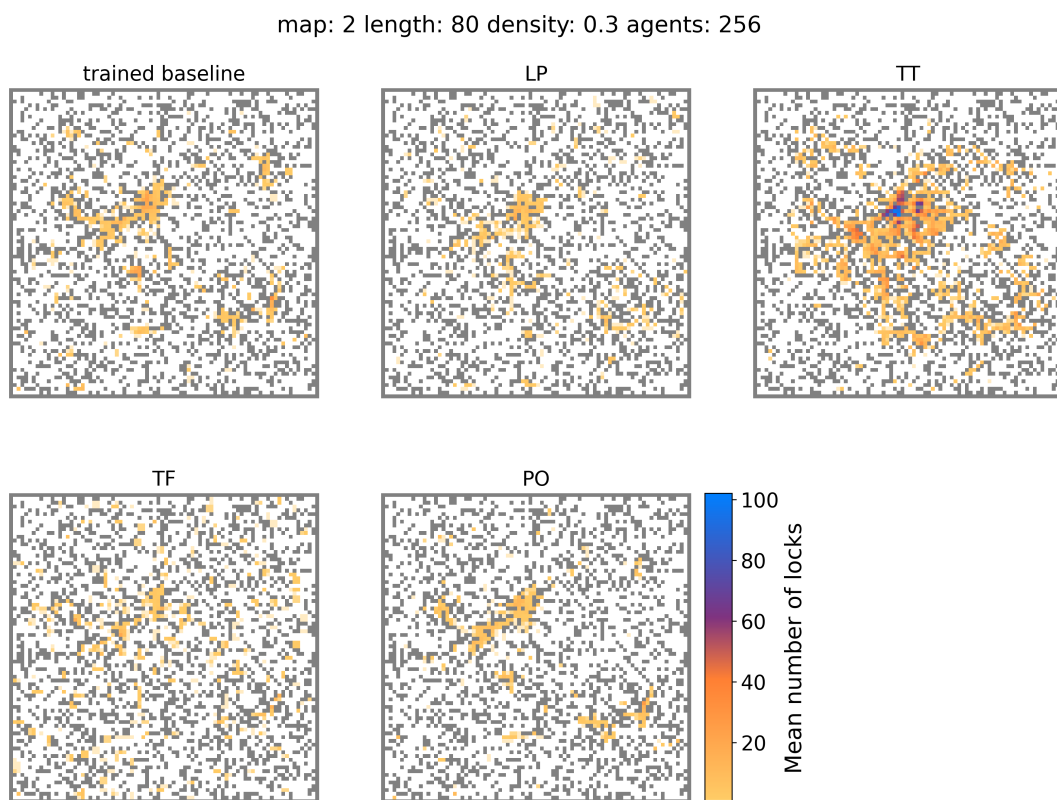 map: 2 length: 80 density: 0.3 agents: 256
trained baseline
LP
TT
TF
PO
100
80
60
40
20
Mean number of locks